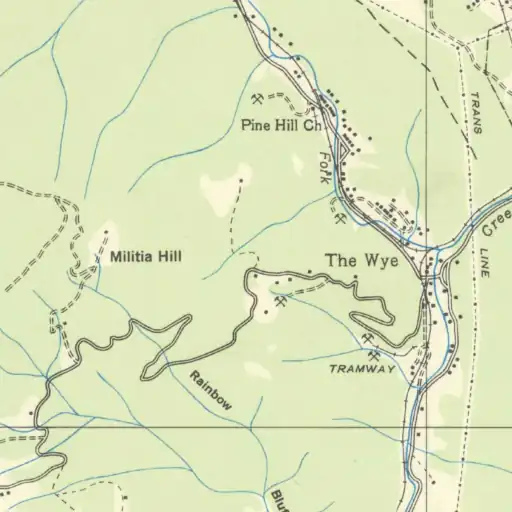 TRANS
Pine Hill Ch
Fork
Cree
LINE
Militia Hill
The Wye
TRAMWAY
Rainbow
Blu